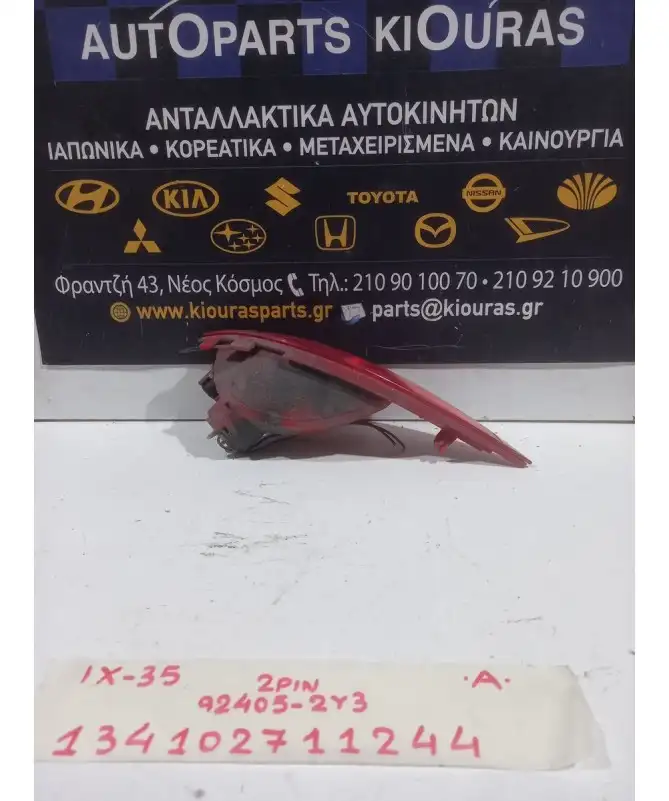 AUTOPARTS KIOURAS
ΑΝΤΑΛΛΑΚΤΙΚΑ ΑΥΤΟΚΙΝΗΤΩΝ
ΙΑΠΩΝΙΚΑ • ΚΟΡΕΑΤΙΚΑ • ΜΕΤΑΧΕΙΡΙΣΜΕΝΑ • ΚΑΙΝΟΥΡΓΙΑ
KIA TOYOTA NISSAN
Φραντζή 43, Νέος Κόσμος Τηλ.: 210 90 100 70 • 210 92 10 900
www.kiourasparts.gr parts@kiouras.gr
IX-35 2PIN .A.
92405-2Y3
134102711244